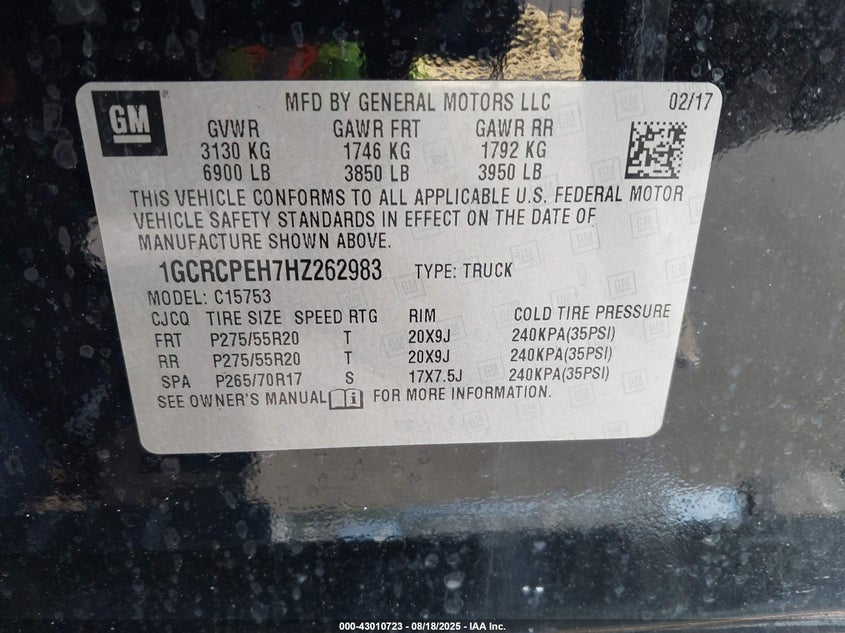 GM
MFD BY GENERAL MOTORS LLC 02/17
GVWR GAWR FRT GAWR RR
3130 KG 1746 KG 1792 KG
6900 LB 3850 LB 3950 LB
THIS VEHICLE CONFORMS TO ALL APPLICABLE U.S. FEDERAL MOTOR
VEHICLE SAFETY STANDARDS IN EFFECT ON THE DATE OF
MANUFACTURE SHOWN ABOVE.
1GCRCPEH7HZ262983 TYPE: TRUCK
MODEL: C15753
CJCQ TIRE SIZE SPEED RTG RIM COLD TIRE PRESSURE
FRT P275/55R20 T 20X9J 240KPA(35PSI)
RR P275/55R20 T 20X9J 240KPA(35PSI)
SPA P265/70R17 S 17X7.5J 240KPA(35PSI)
SEE OWNER'S MANUAL i FOR MORE INFORMATION.
000-43010723 - 08/18/2025 - IAA Inc.